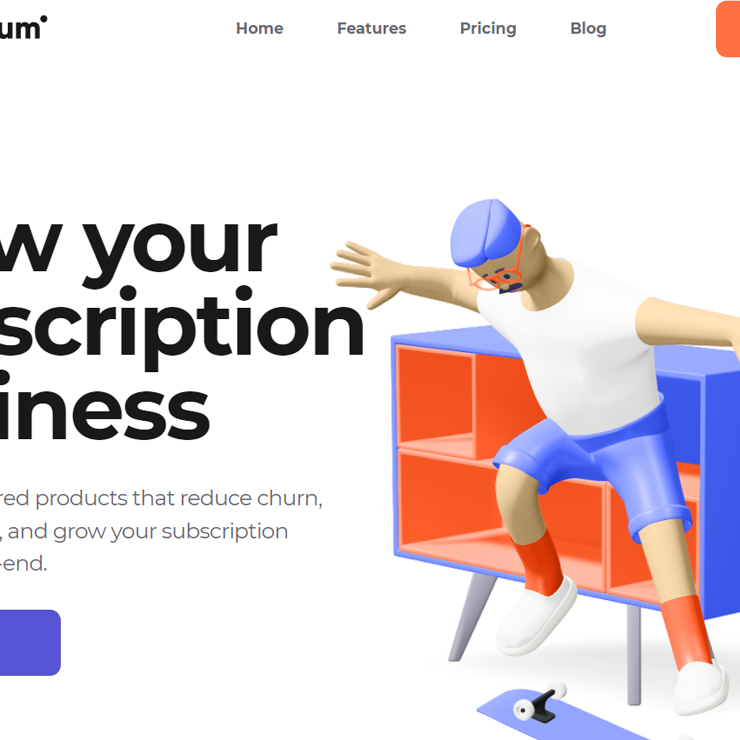 um
Home Features Pricing Blog
w your
scription
iness
red products that reduce churn,
, and grow your subscription
-end.